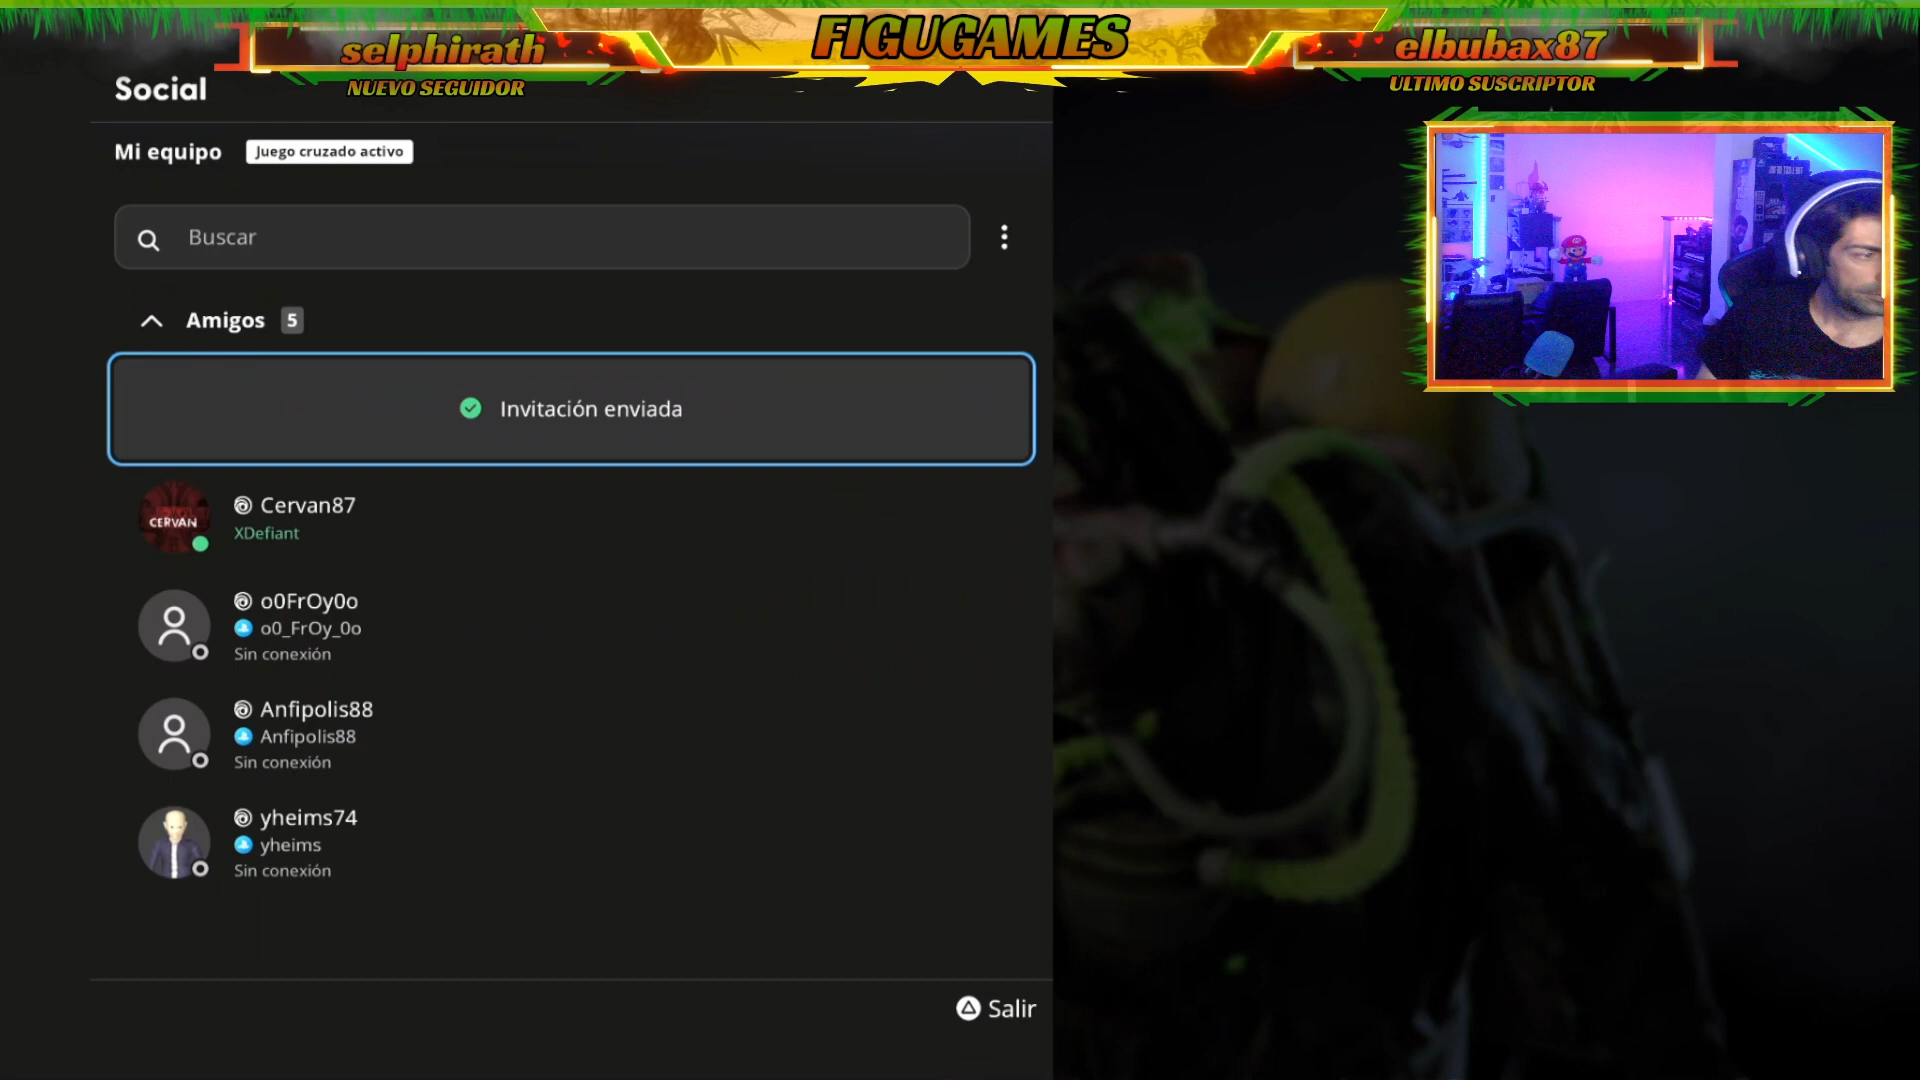 selphirath
NUEVO SEGUIDOR
FIGUGAMES
elbubax87
ULTIMO SUSCRIPTOR
Social
Mi equipo
Juego cruzado activo
Buscar
Amigos 5
Invitación enviada
CERVAN
Cervan87
XDefiant
o0FrOy0o
o0_FrOy_0o
Sin conexión
Anfipolis88
Anfipolis88
Sin conexión
yheims74
yheims
Sin conexión
Salir